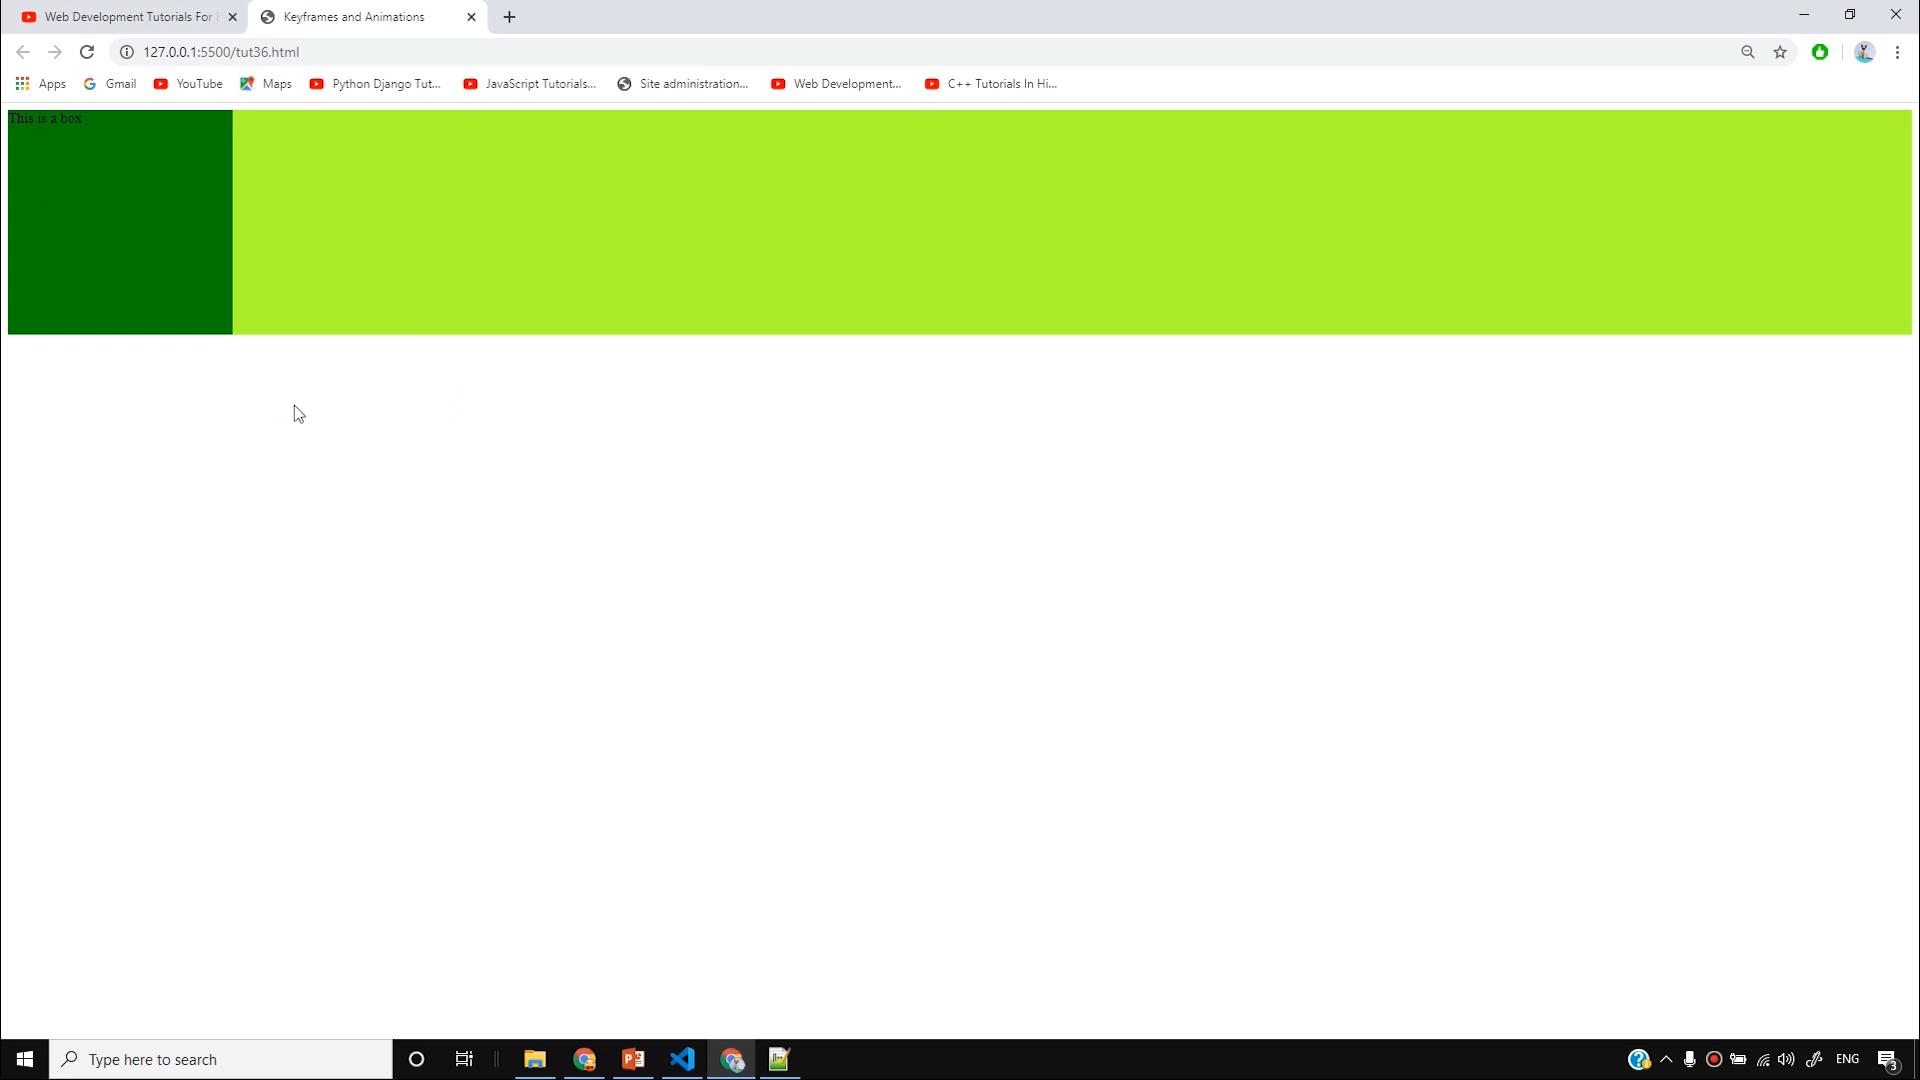 Web Development Tutorials For
Keyframes and Animations
127.0.0.1:5500/tut36.html
Apps
Gmail
YouTube
Maps
Python Django Tut...
JavaScript Tutorials...
Site administration...
Web Development...
C++ Tutorials In Hi...
This is a box
Type here to search
ENG
3